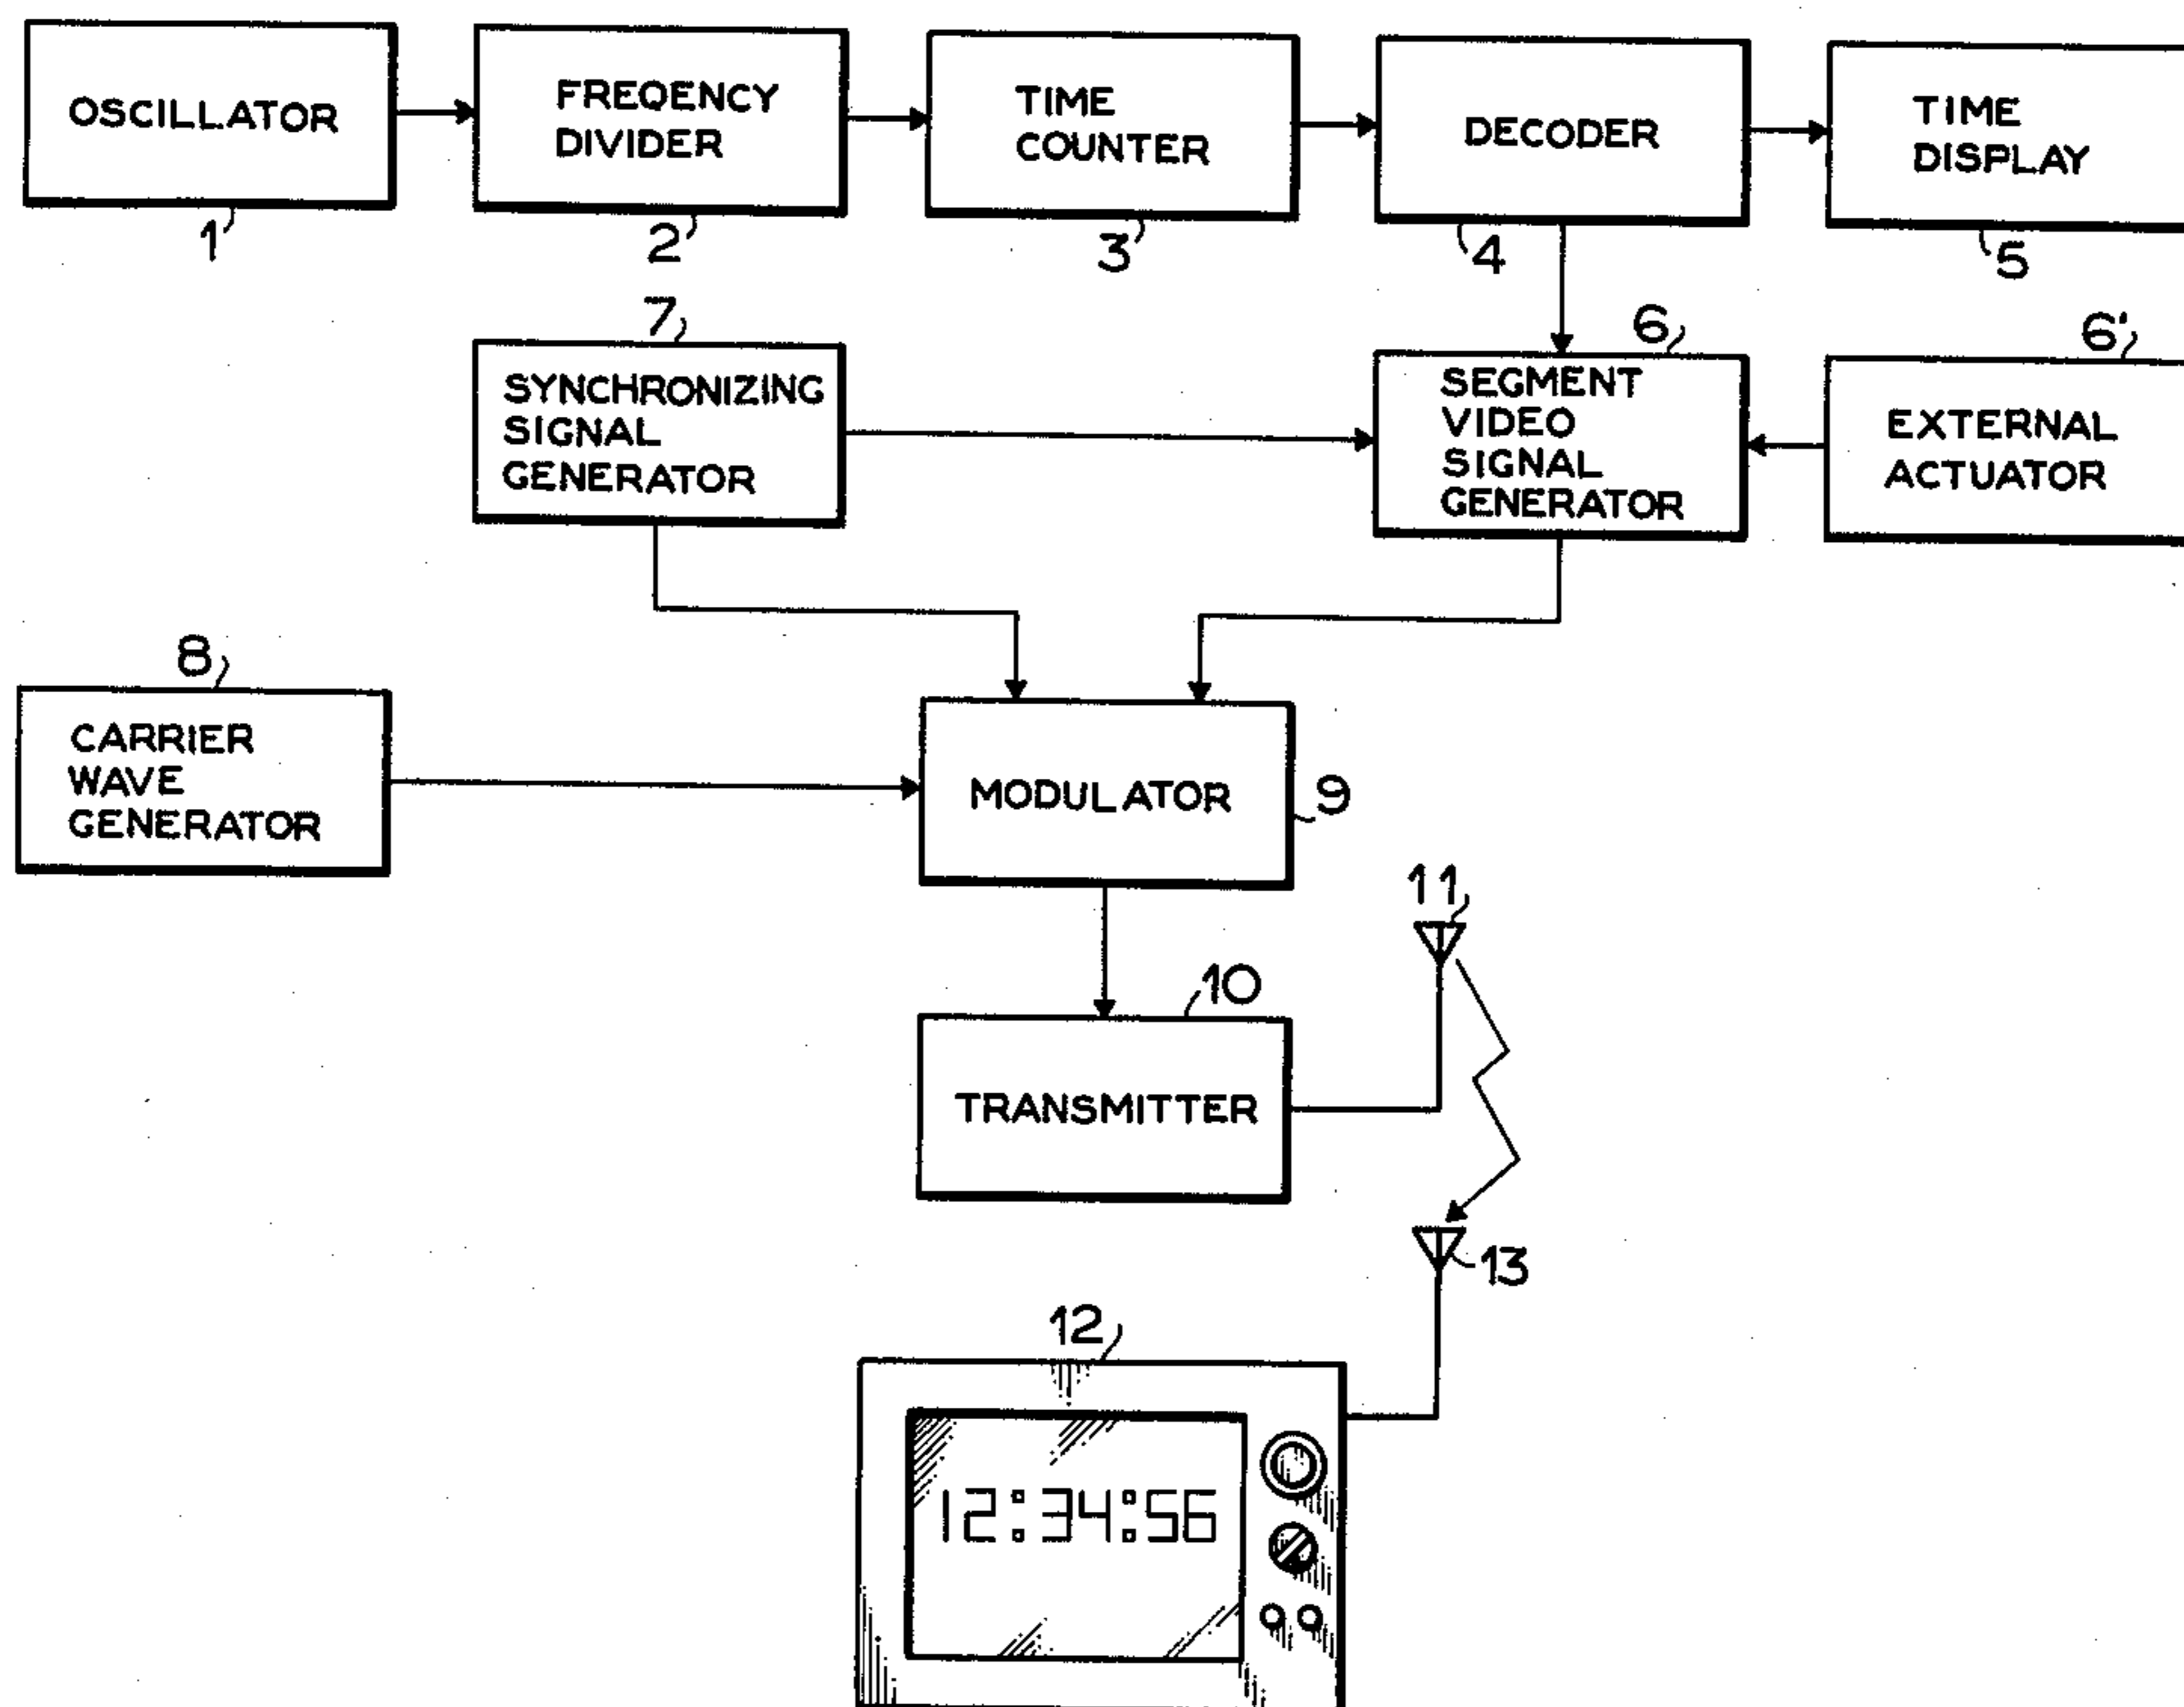 OSCILLATOR
FREQENCY
DIVIDER
TIME
COUNTER
DECODER
TIME
DISPLAY
1
2
3
4
5
7
6
6'
SYNCHRONIZING
SIGNAL
GENERATOR
SEGMENT
VIDEO
SIGNAL
GENERATOR
EXTERNAL
ACTUATOR
8
CARRIER
WAVE
GENERATOR
MODULATOR
9
11
10
TRANSMITTER
13
12
12:34:56